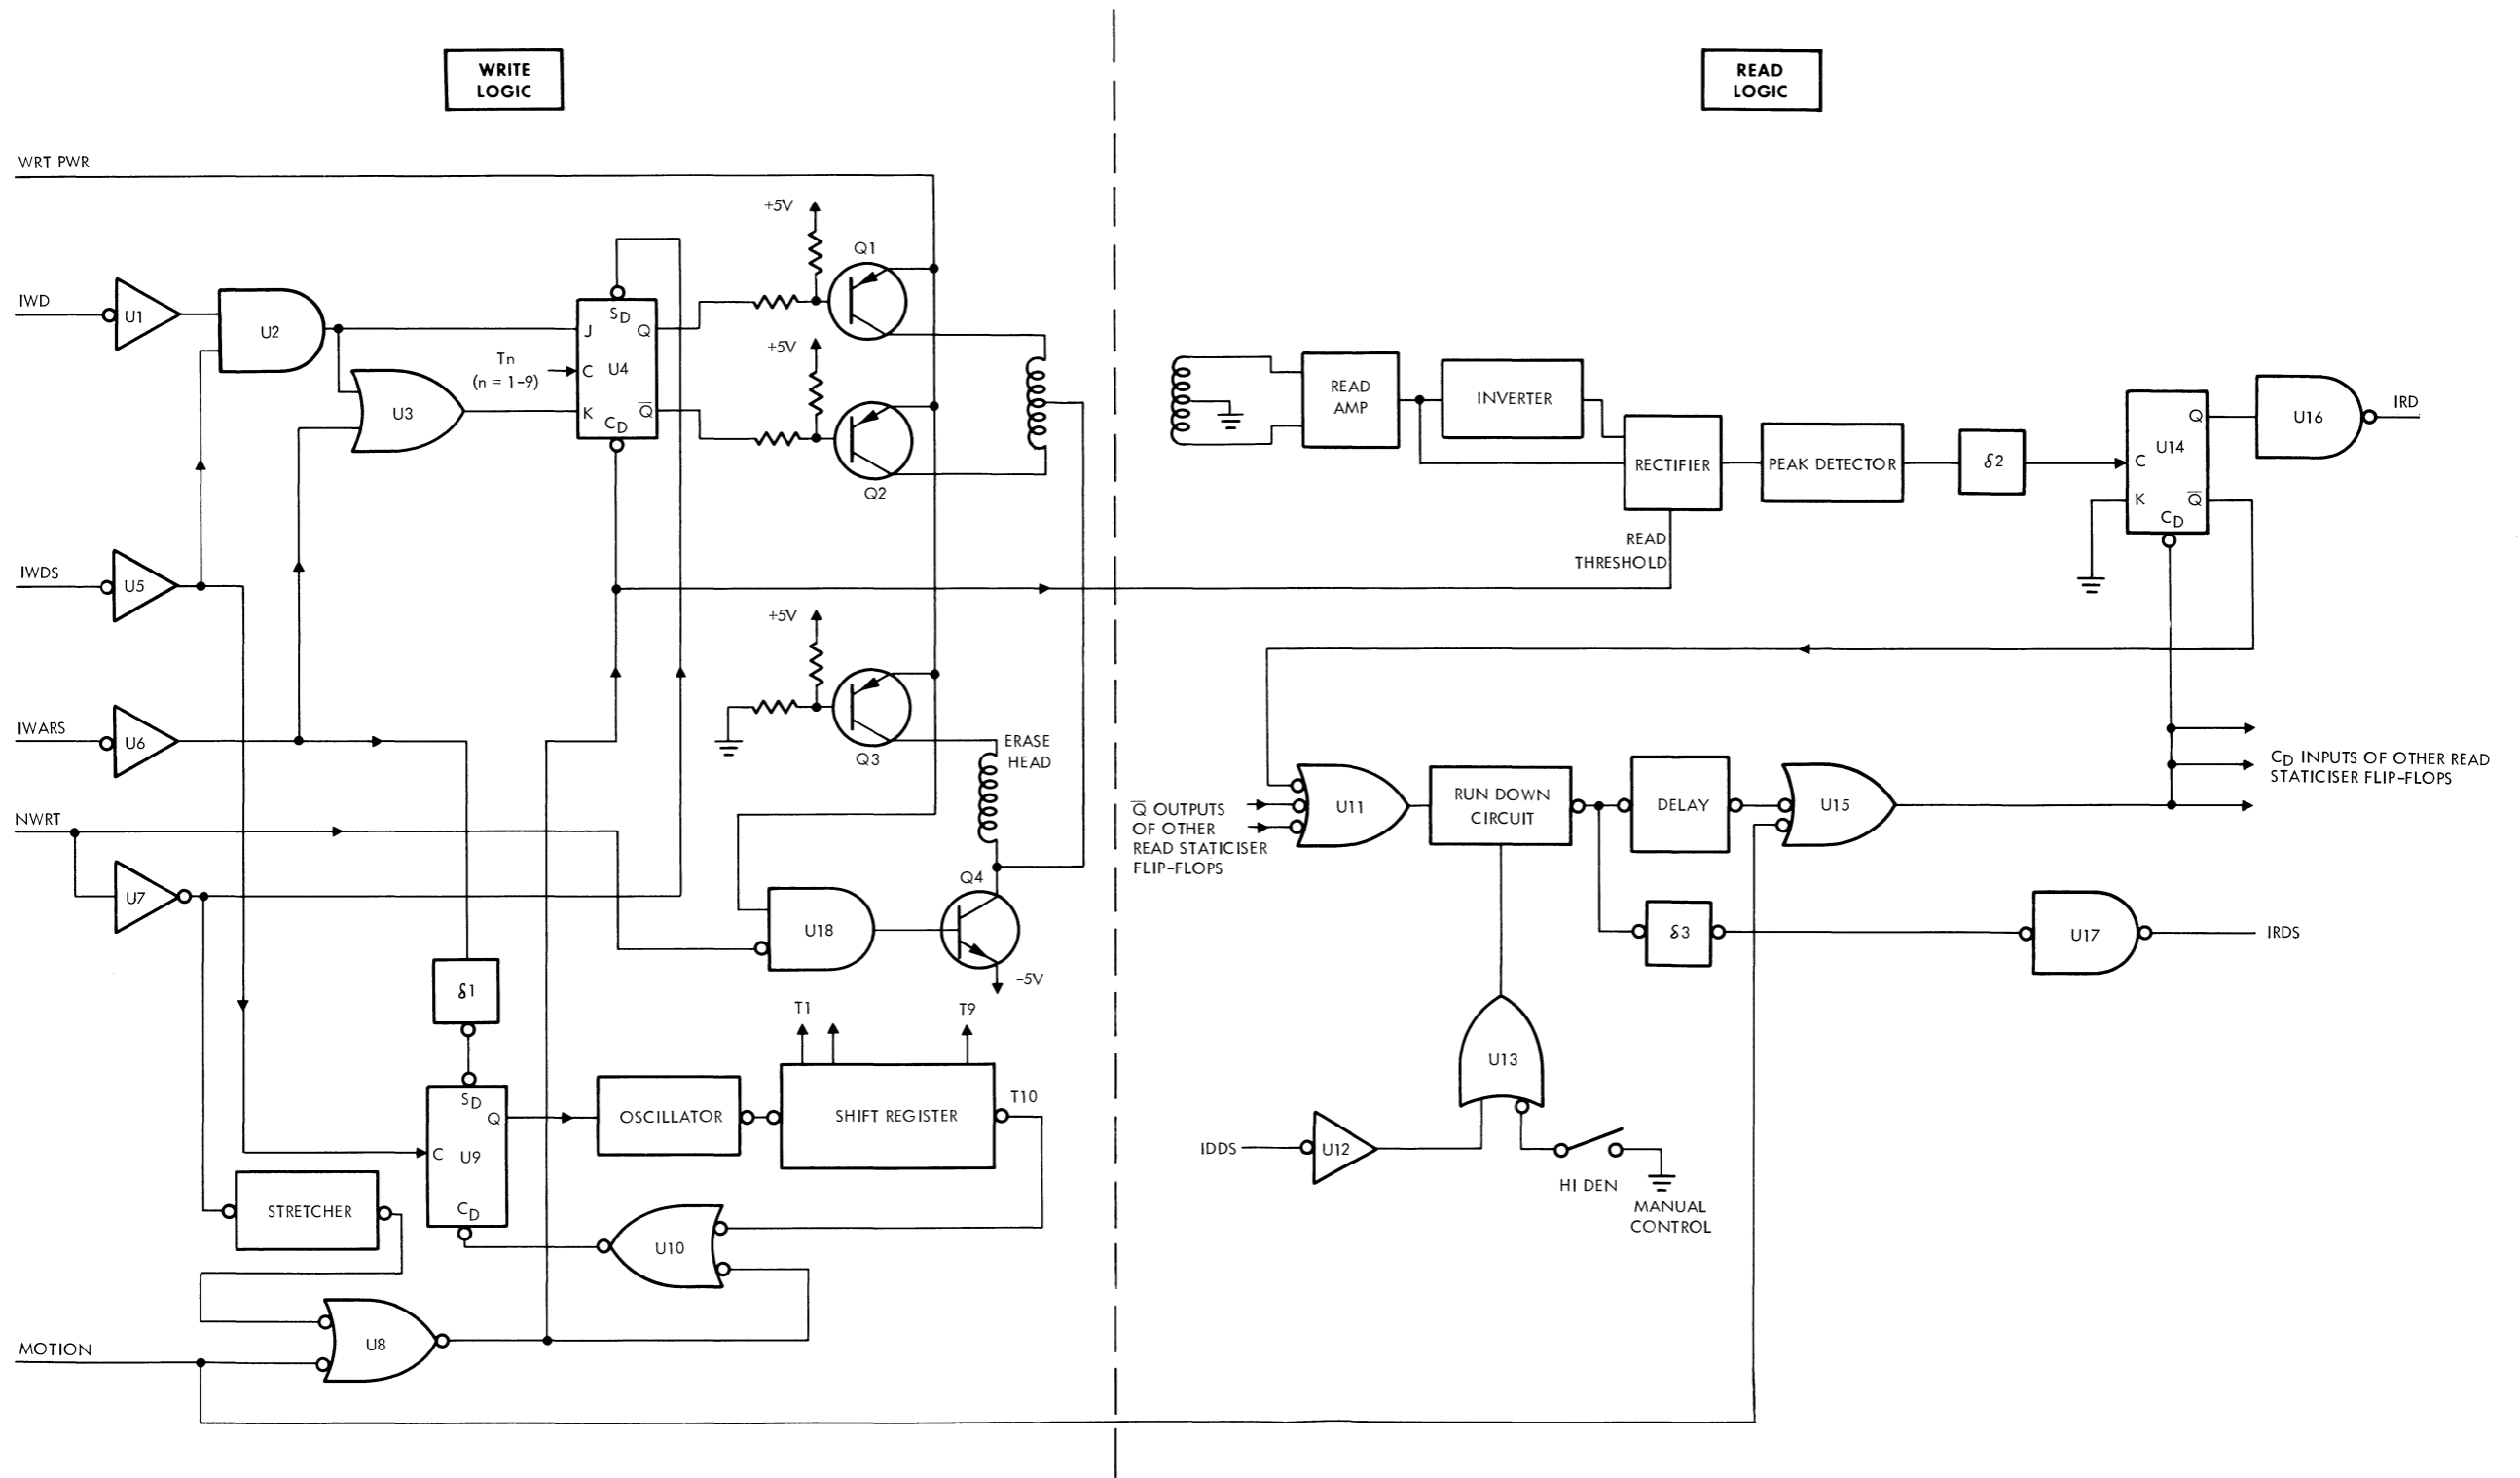 WRITE
LOGIC
READ
LOGIC
WRT PWR
+5V
Q1
IWD
U1
U2
SD
J
Q
Tn
(n = 1-9)
C
U4
+5V
U3
K
Q̅
CD
Q2
READ
AMP
INVERTER
RECTIFIER
PEAK DETECTOR
δ2
Q
U14
C
K
Q̅
CD
U16
IRD
READ
THRESHOLD
IWDS
U5
+5V
IWARS
U6
Q3
ERASE
HEAD
NWRT
U7
U18
Q4
-5V
δ1
T1
T9
SD
Q
C
U9
CD
OSCILLATOR
SHIFT REGISTER
T10
STRETCHER
U10
MOTION
U8
Q̅ OUTPUTS
OF OTHER
READ STATICISER
FLIP-FLOPS
U11
RUN DOWN
CIRCUIT
DELAY
U15
CD INPUTS OF OTHER READ
STATICISER FLIP-FLOPS
δ3
U17
IRDS
U13
IDDS
U12
HI DEN
MANUAL
CONTROL